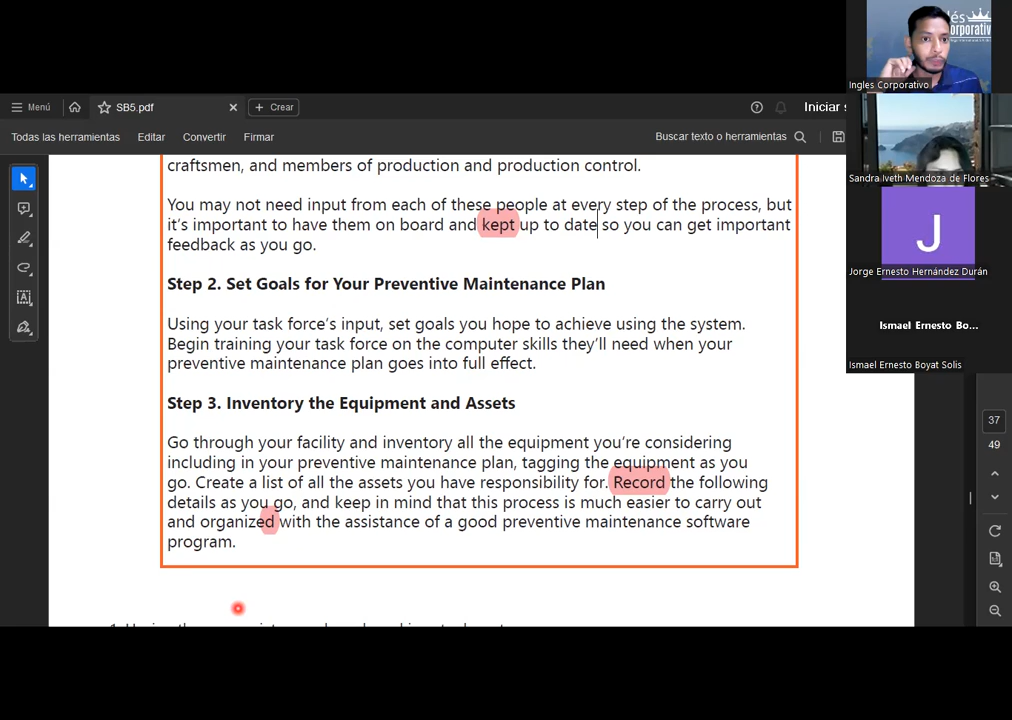 és
orporativ
Ingles Corporativo
Menú
SB5.pdf
Crear
Iniciar s
Todas las herramientas
Editar
Convertir
Firmar
Buscar texto o herramientas
craftsmen, and members of production and production control.
You may not need input from each of these people at every step of the process, but
it's important to have them on board and kept up to date so you can get important
feedback as you go.
Step 2. Set Goals for Your Preventive Maintenance Plan
Using your task force's input, set goals you hope to achieve using the system.
Begin training your task force on the computer skills they'll need when your
preventive maintenance plan goes into full effect.
Step 3. Inventory the Equipment and Assets
Go through your facility and inventory all the equipment you're considering
including in your preventive maintenance plan, tagging the equipment as you
go. Create a list of all the assets you have responsibility for. Record the following
details as you go, and keep in mind that this process is much easier to carry out
and organized with the assistance of a good preventive maintenance software
program.
Sandra Iveth Mendoza de Flores
J
Jorge Ernesto Hernández Durán
Ismael Ernesto Bo...
Ismael Ernesto Boyat Solis
37
49